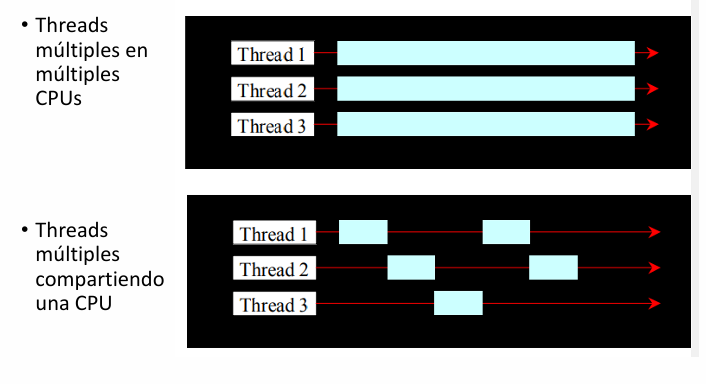 • Threads
múltiples en
múltiples
CPUs
Thread 1
Thread 2
Thread 3
• Threads
múltiples
compartiendo
una CPU
Thread 1
Thread 2
Thread 3